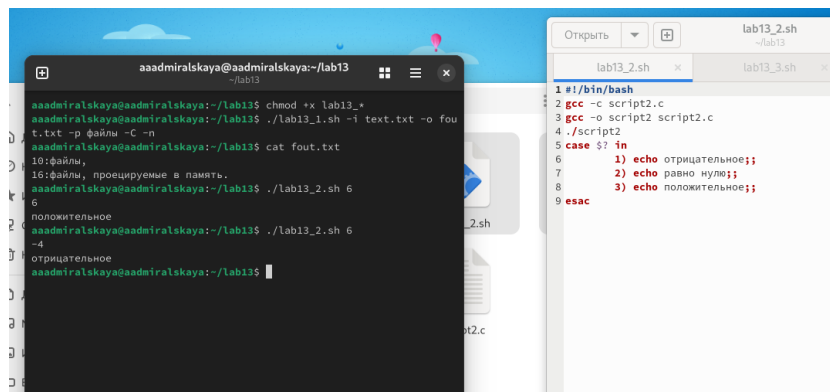 aaadmiralskaya@aadmiralskaya:~/lab13
~/lab13
aaadmiralskaya@aadmiralskaya:~/lab13$ chmod +x lab13_*
aaadmiralskaya@aadmiralskaya:~/lab13$ ./lab13_1.sh -i text.txt -o fou
t.txt -p файлы -C -n
aaadmiralskaya@aadmiralskaya:~/lab13$ cat fout.txt
10:файлы,
16:файлы, проецируемые в память.
aaadmiralskaya@aadmiralskaya:~/lab13$ ./lab13_2.sh 6
6
положительное
aaadmiralskaya@aadmiralskaya:~/lab13$ ./lab13_2.sh 6
-4
отрицательное
aaadmiralskaya@aadmiralskaya:~/lab13$
_2.sh
pt2.c
Открыть
lab13_2.sh
~/lab13
lab13_2.sh × lab13_3.sh ×
1 #!/bin/bash
2 gcc -c script2.c
3 gcc -o script2 script2.c
4 ./script2
5 case $? in
6 1) echo отрицательное;;
7 2) echo равно нулю;;
8 3) echo положительное;;
9 esac